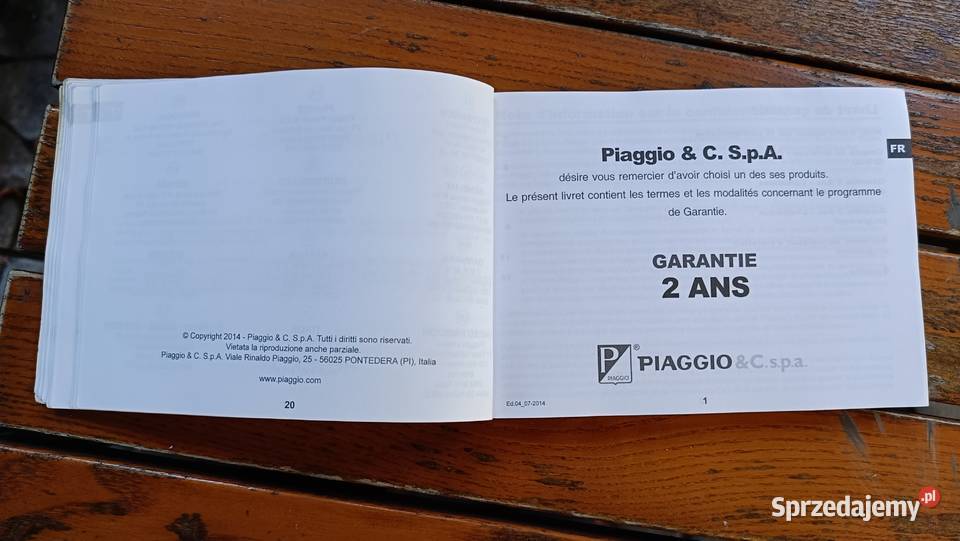 © Copyright 2014 - Piaggio & C. S.p.A. Tutti i diritti sono riservati.
Vietata la riproduzione anche parziale.
Piaggio & C. S.p.A. Viale Rinaldo Piaggio, 25 - 56025 PONTEDERA (PI), Italia
www.piaggio.com
20
FR
Piaggio & C. S.p.A.
désire vous remercier d'avoir choisi un des ses produits.
Le présent livret contient les termes et les modalités concernant le programme
de Garantie.
GARANTIE
2 ANS
P PIAGGIO ® PIAGGIO & C. s.p.a.
Ed.04_07-2014
1
Sprzedajemy.pl